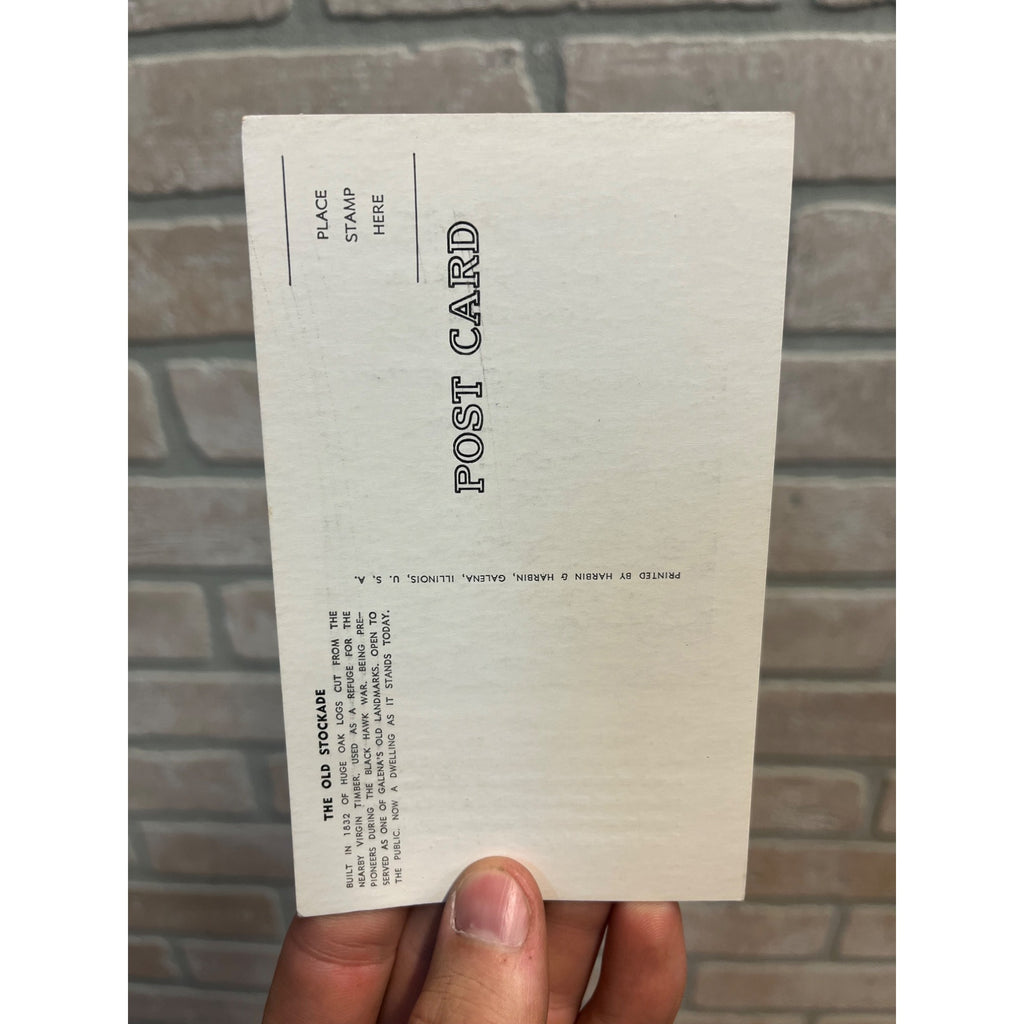 THE OLD STOCKADE
BUILT IN 1832 OF HUGE OAK LOGS CUT FROM THE
NEARBY VIRGIN TIMBER. USED AS A REFUGE FOR THE
PIONEERS DURING THE BLACK HAWK WAR. BEING PRE-
SERVED AS ONE OF GALENA'S OLD LANDMARKS. OPEN TO
THE PUBLIC. NOW A DWELLING AS IT STANDS TODAY.
PRINTED BY HARBIN & HARBIN, GALENA, ILLINOIS, U. S. A.
POST CARD
PLACE
STAMP
HERE